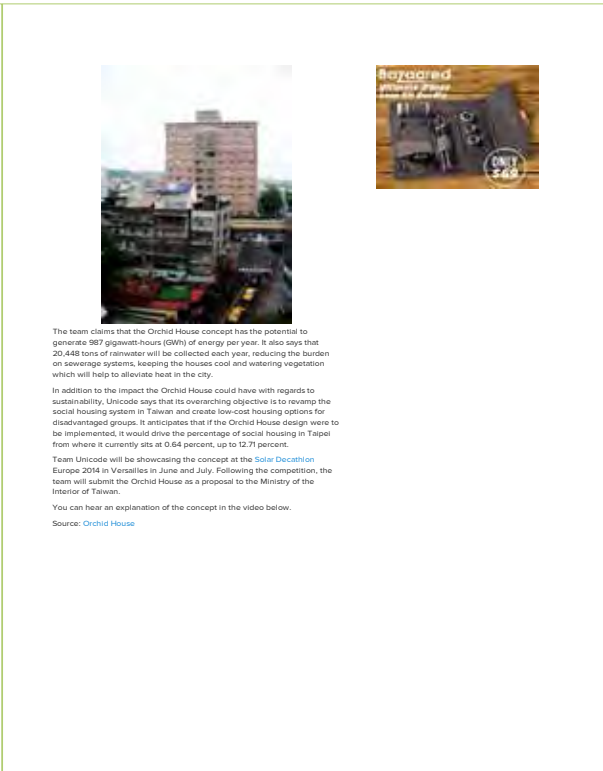 Bazaared
ONLY
$69
The team claims that the Orchid House concept has the potential to
generate 987 gigawatt-hours (GWh) of energy per year. It also says that
20,448 tons of rainwater will be collected each year, reducing the burden
on sewerage systems, keeping the houses cool and watering vegetation
which will help to alleviate heat in the city.
In addition to the impact the Orchid House could have with regards to
sustainability, Unicode says that its overarching objective is to revamp the
social housing system in Taiwan and create low-cost housing options for
disadvantaged groups. It anticipates that if the Orchid House design were to
be implemented, it would drive the percentage of social housing in Taipei
from where it currently sits at 0.64 percent, up to 12.71 percent.
Team Unicode will be showcasing the concept at the Solar Decathlon
Europe 2014 in Versailles in June and July. Following the competition, the
team will submit the Orchid House as a proposal to the Ministry of the
Interior of Taiwan.
You can hear an explanation of the concept in the video below.
Source: Orchid House